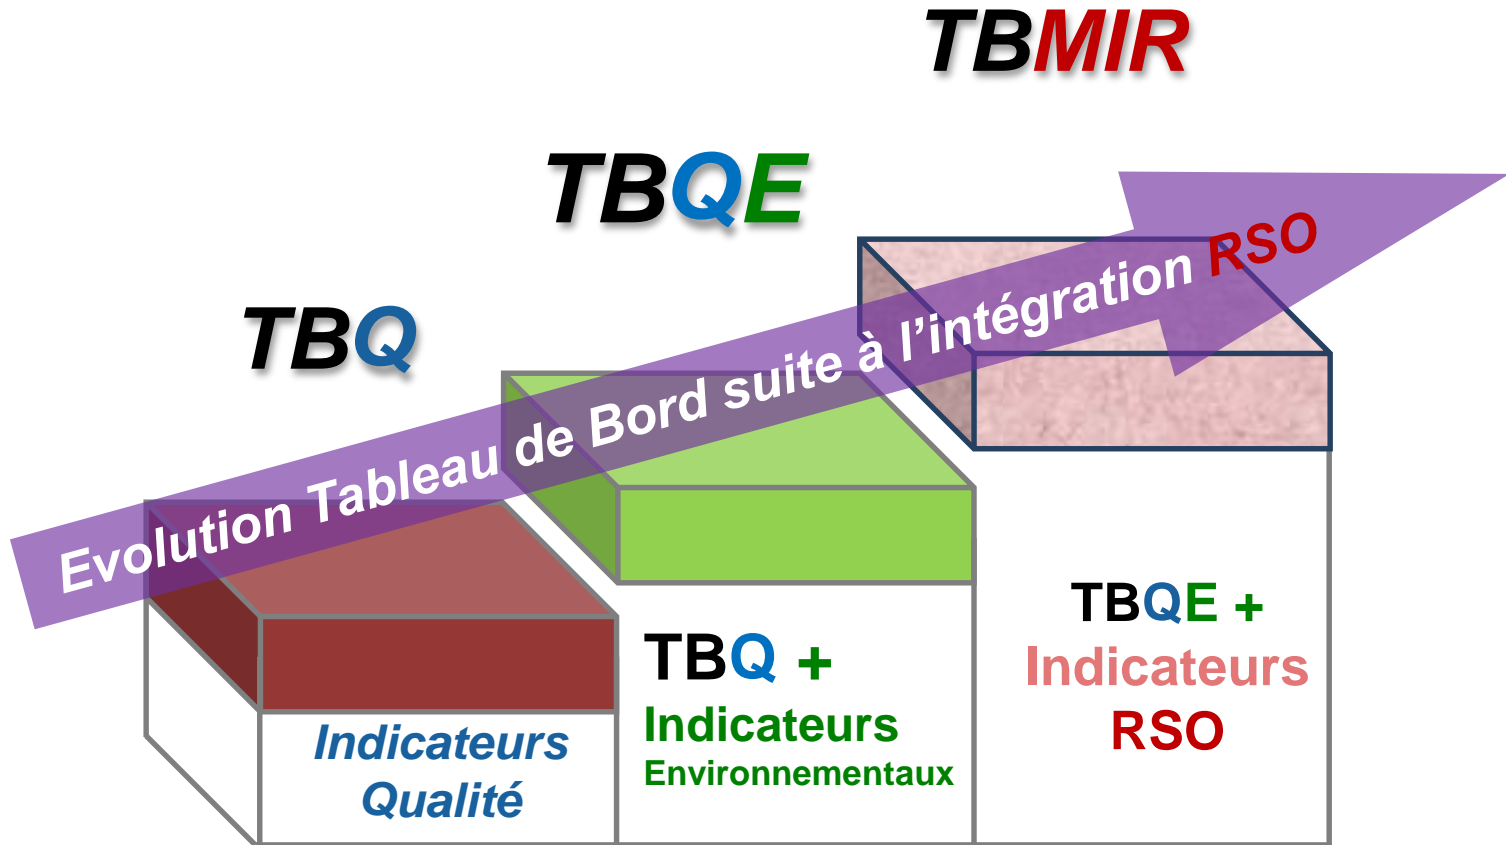 TBMIR
TBQE
TBQ
Evolution Tableau de Bord suite à l’intégration RSO
Indicateurs
Qualité
TBQ +
Indicateurs
Environnementaux
TBQE +
Indicateurs
RSO